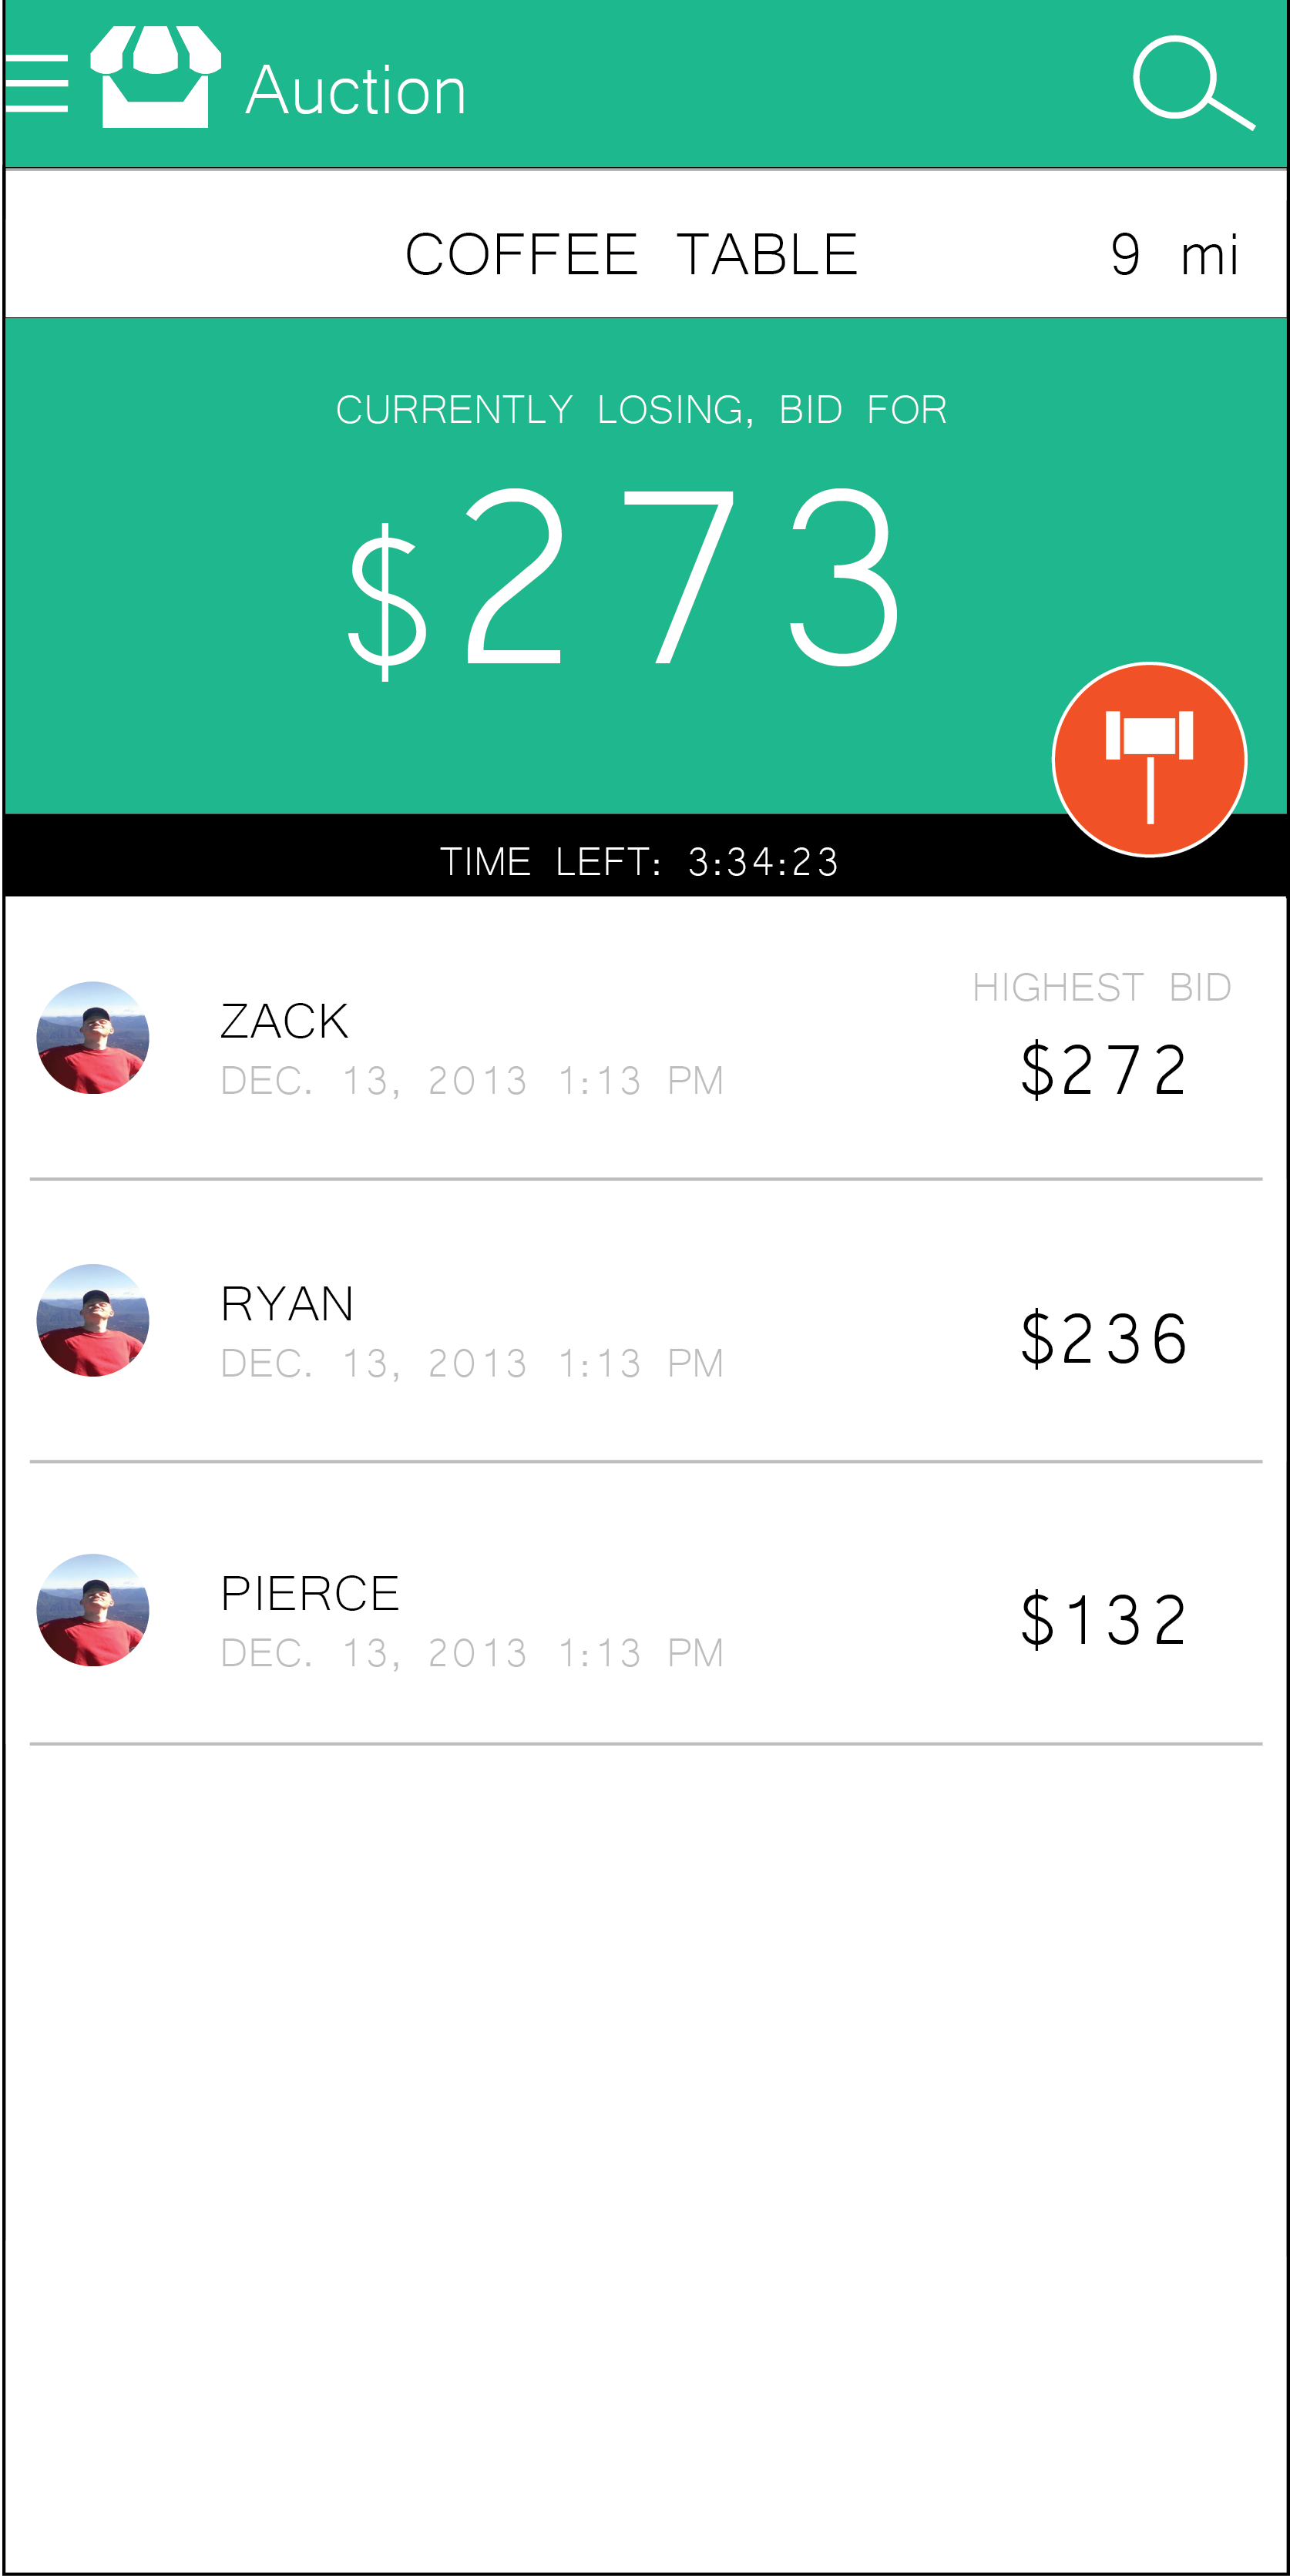 Auction
COFFEE TABLE 9 mi
CURRENTLY LOSING, BID FOR
$273
TIME LEFT: 3:34:23
HIGHEST BID
ZACK
$272
DEC. 13, 2013 1:13 PM
RYAN
$236
DEC. 13, 2013 1:13 PM
PIERCE
$132
DEC. 13, 2013 1:13 PM